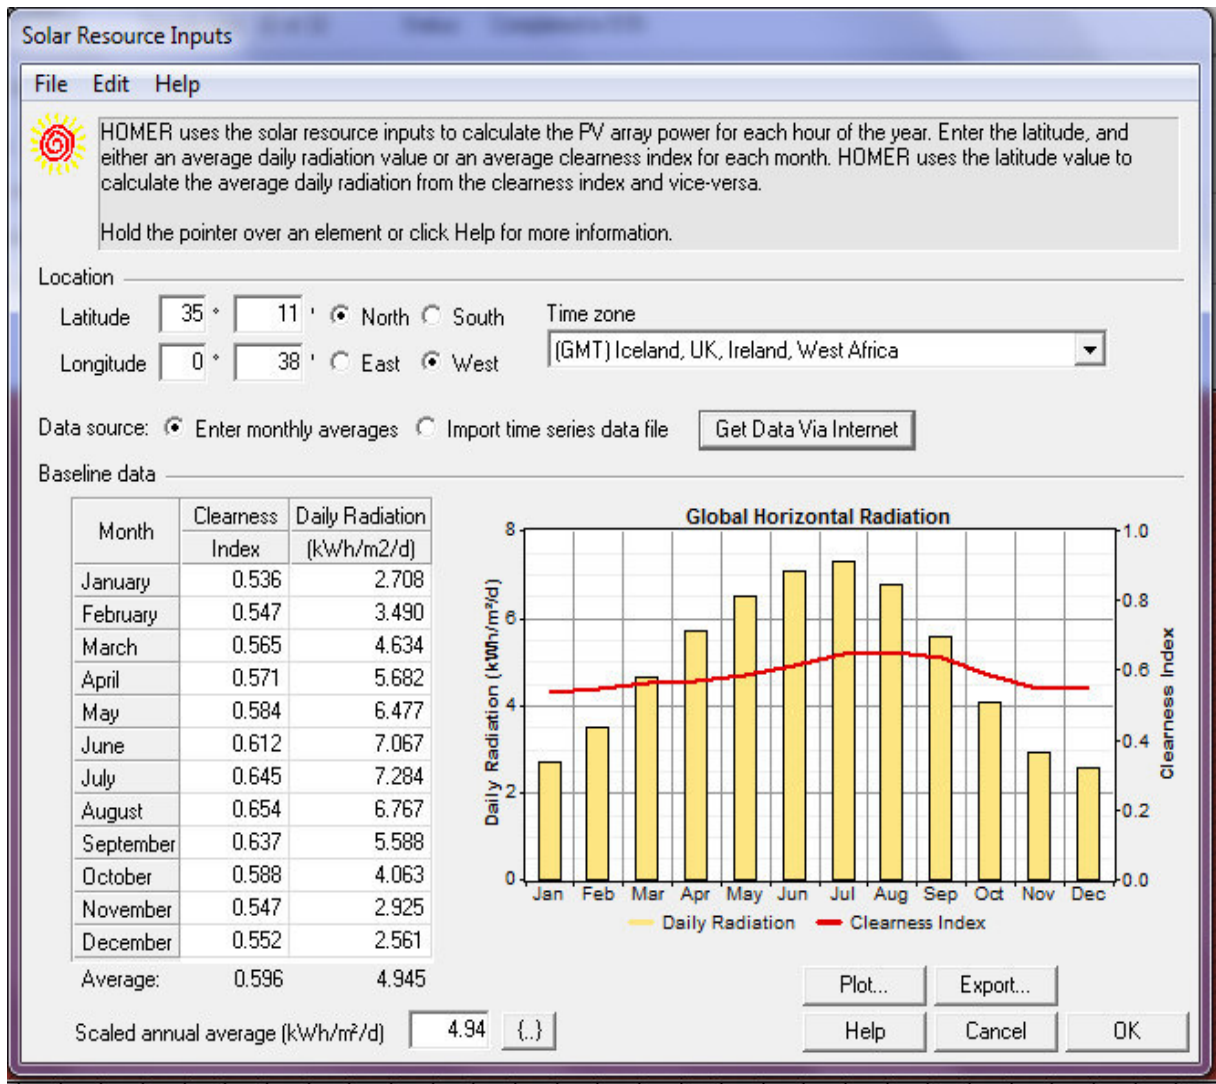 Solar Resource Inputs
File Edit Help
HOMER uses the solar resource inputs to calculate the PV array power for each hour of the year. Enter the latitude, and
either an average daily radiation value or an average clearness index for each month. HOMER uses the latitude value to
calculate the average daily radiation from the clearness index and vice-versa.
Hold the pointer over an element or click Help for more information.
Location
Latitude 35 ° 11 ' North South
Time zone
Longitude 0 ° 38 ' East West
(GMT) Iceland, UK, Ireland, West Africa
Data source: Enter monthly averages Import time series data file Get Data Via Internet
Baseline data
Month Clearness Index Daily Radiation (kWh/m2/d)
January 0.536 2.708
February 0.547 3.490
March 0.565 4.634
April 0.571 5.682
May 0.584 6.477
June 0.612 7.067
July 0.645 7.284
August 0.654 6.767
September 0.637 5.588
October 0.588 4.063
November 0.547 2.925
December 0.552 2.561
Average: 0.596 4.945
Scaled annual average (kWh/m²/d) 4.94 {..}
Global Horizontal Radiation
Daily Radiation (kWh/m²/d)
8
6
4
2
0
Clearness Index
1.0
0.8
0.6
0.4
0.2
0.0
Jan Feb Mar Apr May Jun Jul Aug Sep Oct Nov Dec
Daily Radiation Clearness Index
Plot... Export...
Help Cancel OK